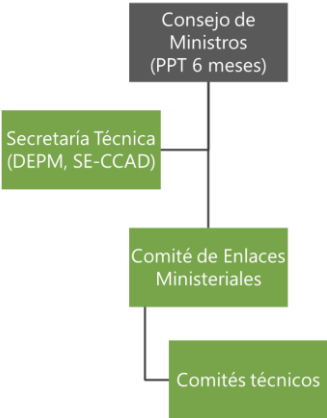 Consejo de
Ministros
(PPT 6 meses)
Secretaría Técnica
(DEPM, SE-CCAD)
Comité de Enlaces
Ministeriales
Comités técnicos